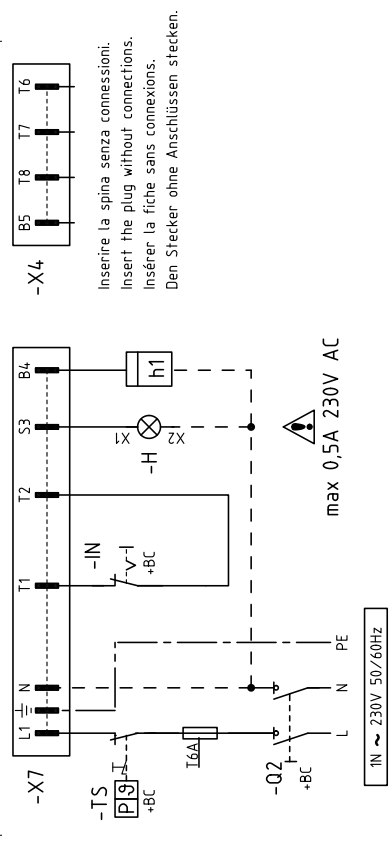 -X4
B5 T8 T7 T6
Inserire la spina senza connessioni.
Insert the plug without connections.
Insérer la fiche sans connexions.
Den Stecker ohne Anschlüssen stecken.
-X7
L1 N T1 T2 S3 B4
-TS
P ϑ
+BC
T6A
-Q2
+BC
-IN
+BC
-H
X1
X2
h1
max 0,5A 230V AC
L N PE
1N ~ 230V 50/60Hz